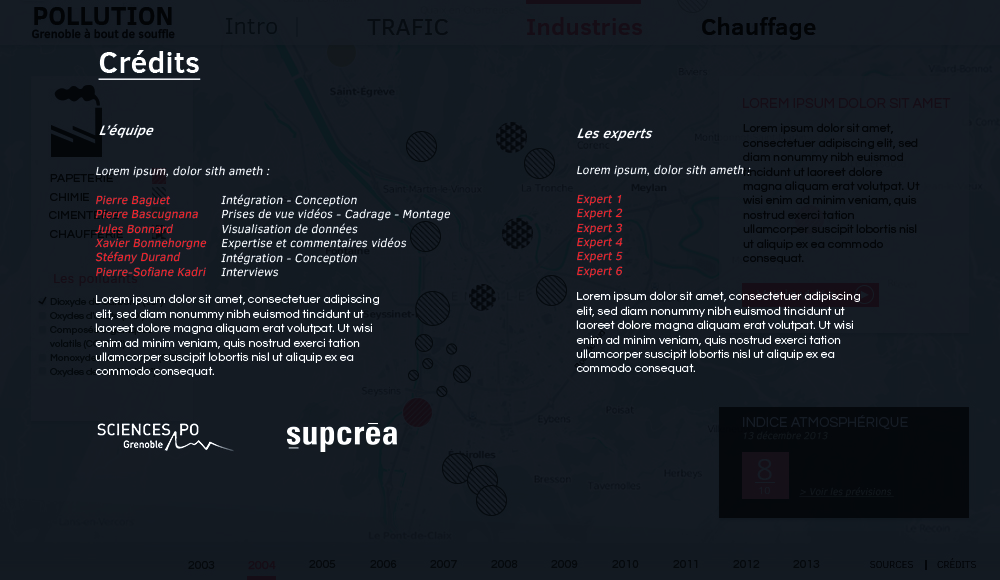 POLLUTION
Grenoble à bout de souffle
Intro | TRAFIC Industries Chauffage
Crédits
L'équipe
Lorem ipsum, dolor sith ameth :
Pierre Baguet Intégration - Conception
Pierre Bascugnana Prises de vue vidéos - Cadrage - Montage
Jules Bonnard Visualisation de données
Xavier Bonnehorgne Expertise et commentaires vidéos
Stéfany Durand Intégration - Conception
Pierre-Sofiane Kadri Interviews
Lorem ipsum dolor sit amet, consectetuer adipiscing
elit, sed diam nonummy nibh euismod tincidunt ut
laoreet dolore magna aliquam erat volutpat. Ut wisi
enim ad minim veniam, quis nostrud exerci tation
ullamcorper suscipit lobortis nisl ut aliquip ex ea
commodo consequat.
SCIENCES PO
Grenoble
supcrēa
Les experts
Lorem ipsum, dolor sith ameth :
Expert 1
Expert 2
Expert 3
Expert 4
Expert 5
Expert 6
Lorem ipsum dolor sit amet, consectetuer adipiscing
elit, sed diam nonummy nibh euismod tincidunt ut
laoreet dolore magna aliquam erat volutpat. Ut wisi
enim ad minim veniam, quis nostrud exerci tation
ullamcorper suscipit lobortis nisl ut aliquip ex ea
commodo consequat.
LOREM IPSUM DOLOR SIT AMET
Lorem ipsum dolor sit amet,
consectetuer adipiscing elit, sed
diam nonummy nibh euismod
tincidunt ut laoreet dolore
magna aliquam erat volutpat. Ut
wisi enim ad minim veniam, quis
nostrud exerci tation
ullamcorper suscipit lobortis nisl
ut aliquip ex ea commodo
consequat.
Les polluants
Saint-Egrève
Meylan
Seyssinet
INDICE ATMOSPHÉRIQUE
13 décembre 2013
8
> Voir les prévisions
2003 2004 2005 2006 2007 2008 2009 2010 2011 2012 2013
SOURCES | CRÉDITS